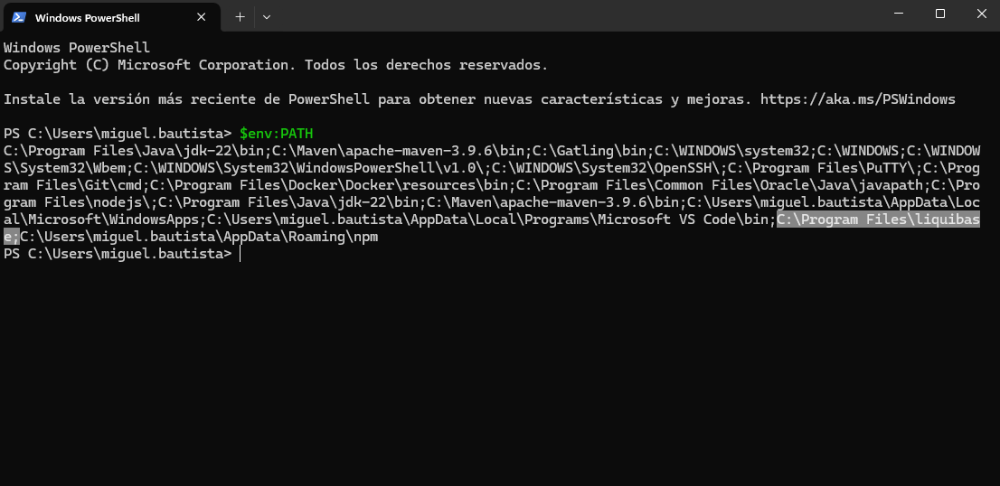 Windows PowerShell
Windows PowerShell
Copyright (C) Microsoft Corporation. Todos los derechos reservados.
Instale la versión más reciente de PowerShell para obtener nuevas características y mejoras. https://aka.ms/PSWindows
PS C:\Users\miguel.bautista> $env:PATH
C:\Program Files\Java\jdk-22\bin;C:\Maven\apache-maven-3.9.6\bin;C:\Gatling\bin;C:\WINDOWS\system32;C:\WINDOWS;C:\WINDOW
S\System32\Wbem;C:\WINDOWS\System32\WindowsPowerShell\v1.0\;C:\WINDOWS\System32\OpenSSH\;C:\Program Files\PuTTY\;C:\Prog
ram Files\Git\cmd;C:\Program Files\Docker\Docker\resources\bin;C:\Program Files\Common Files\Oracle\Java\javapath;C:\Pro
gram Files\nodejs\;C:\Program Files\Java\jdk-22\bin;C:\Maven\apache-maven-3.9.6\bin;C:\Users\miguel.bautista\AppData\Loc
al\Microsoft\WindowsApps;C:\Users\miguel.bautista\AppData\Local\Programs\Microsoft VS Code\bin;C:\Program Files\liquibas
e;C:\Users\miguel.bautista\AppData\Roaming\npm
PS C:\Users\miguel.bautista>